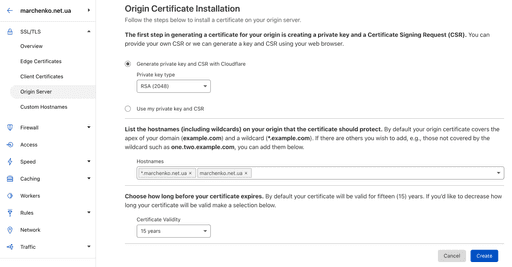 marchenko.net.ua
SSL/TLS
Overview
Edge Certificates
Client Certificates
Origin Server
Custom Hostnames
Firewall
Access
Speed
Caching
Workers
Rules
Network
Traffic
Origin Certificate Installation
Follow the steps below to install a certificate on your origin server.
The first step in generating a certificate for your origin is creating a private key and a Certificate Signing Request (CSR). You can
provide your own CSR or we can generate a key and CSR using your web browser.
Generate private key and CSR with Cloudflare
Private key type
RSA (2048)
Use my private key and CSR
List the hostnames (including wildcards) on your origin that the certificate should protect. By default your origin certificate covers the
apex of your domain (example.com) and a wildcard (*.example.com). If there are others you wish to add, e.g., those not covered by the
wildcard such as one.two.example.com, you can add them below.
Hostnames
*.marchenko.net.ua × marchenko.net.ua ×
Choose how long before your certificate expires. By default your certificate will be valid for fifteen (15) years. If you'd like to decrease how
long your certificate will be valid make a selection below.
Certificate Validity
15 years
Cancel Create